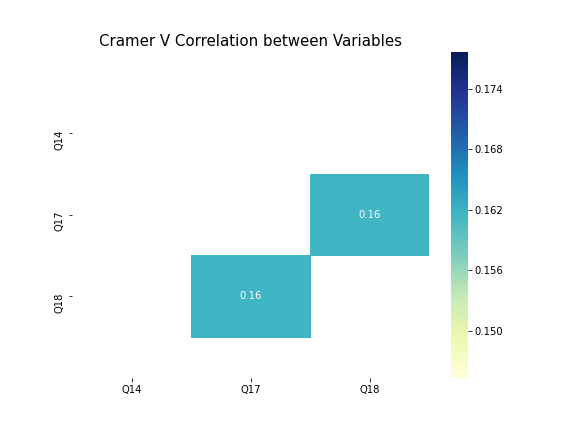 Cramer V Correlation between Variables
Q14
Q17
Q18
0.16
0.16
Q14 Q17 Q18
0.174
0.168
0.162
0.156
0.150